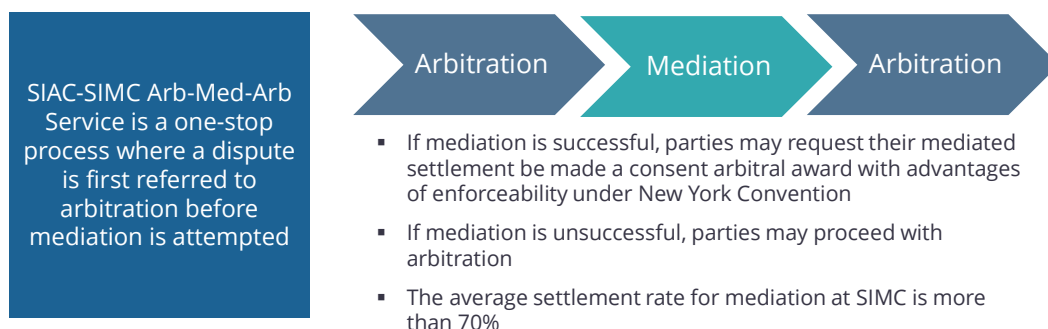 SIAC-SIMC Arb-Med-Arb
Service is a one-stop
process where a dispute
is first referred to
arbitration before
mediation is attempted
Arbitration
Mediation
Arbitration
▪ If mediation is successful, parties may request their mediated
settlement be made a consent arbitral award with advantages
of enforceability under New York Convention
▪ If mediation is unsuccessful, parties may proceed with
arbitration
▪ The average settlement rate for mediation at SIMC is more
than 70%